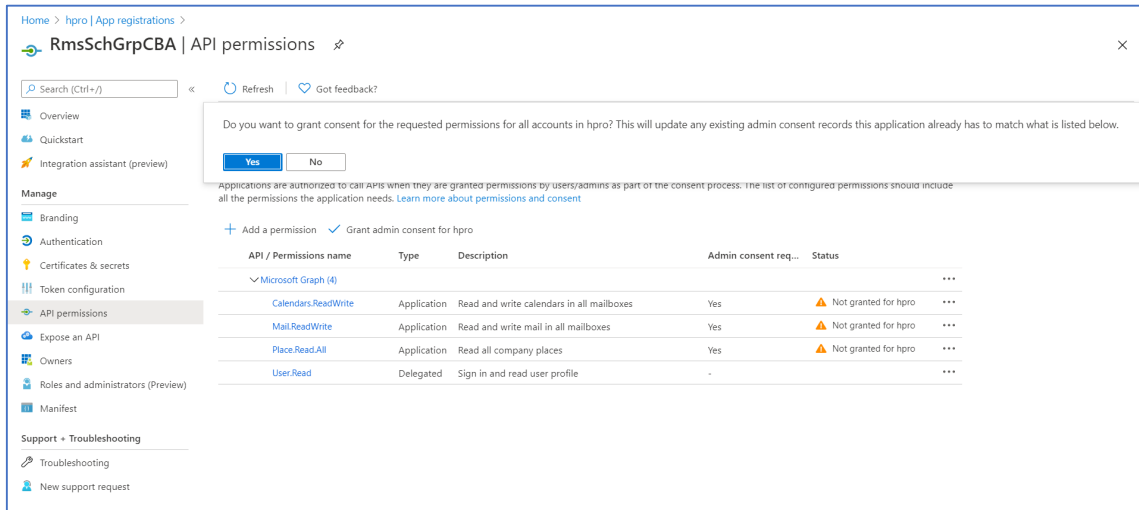 Home > hpro | App registrations >
RmsSchGrpCBA | API permissions
Search (Ctrl+/)
«
Refresh
Got feedback?
Overview
Quickstart
Integration assistant (preview)
Do you want to grant consent for the requested permissions for all accounts in hpro? This will update any existing admin consent records this application already has to match what is listed below.
Yes
No
Applications are authorized to call APIs when they are granted permissions by users/admins as part of the consent process. The list of configured permissions should include
all the permissions the application needs. Learn more about permissions and consent
Manage
Branding
Authentication
Certificates & secrets
Token configuration
API permissions
Expose an API
Owners
Roles and administrators (Preview)
Manifest
Support + Troubleshooting
Troubleshooting
New support request
Add a permission
Grant admin consent for hpro
API / Permissions name Type Description Admin consent req... Status
Microsoft Graph (4) ...
Calendars.ReadWrite Application Read and write calendars in all mailboxes Yes Not granted for hpro ...
Mail.ReadWrite Application Read and write mail in all mailboxes Yes Not granted for hpro ...
Place.Read.All Application Read all company places Yes Not granted for hpro ...
User.Read Delegated Sign in and read user profile - ...